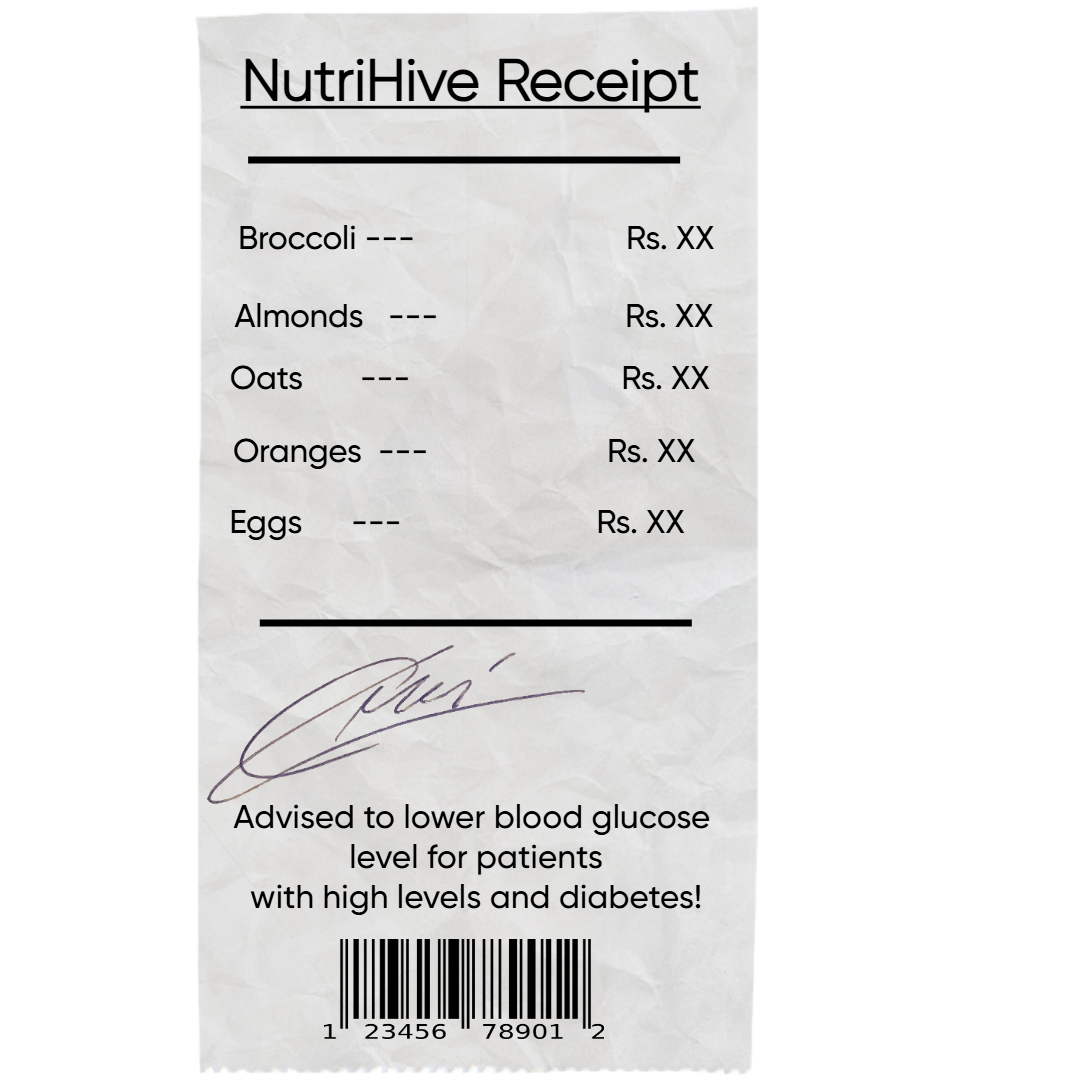 NutriHive Receipt
Broccoli --- Rs. XX
Almonds --- Rs. XX
Oats --- Rs. XX
Oranges --- Rs. XX
Eggs --- Rs. XX
Advised to lower blood glucose
level for patients
with high levels and diabetes!
1 23456 78901 2